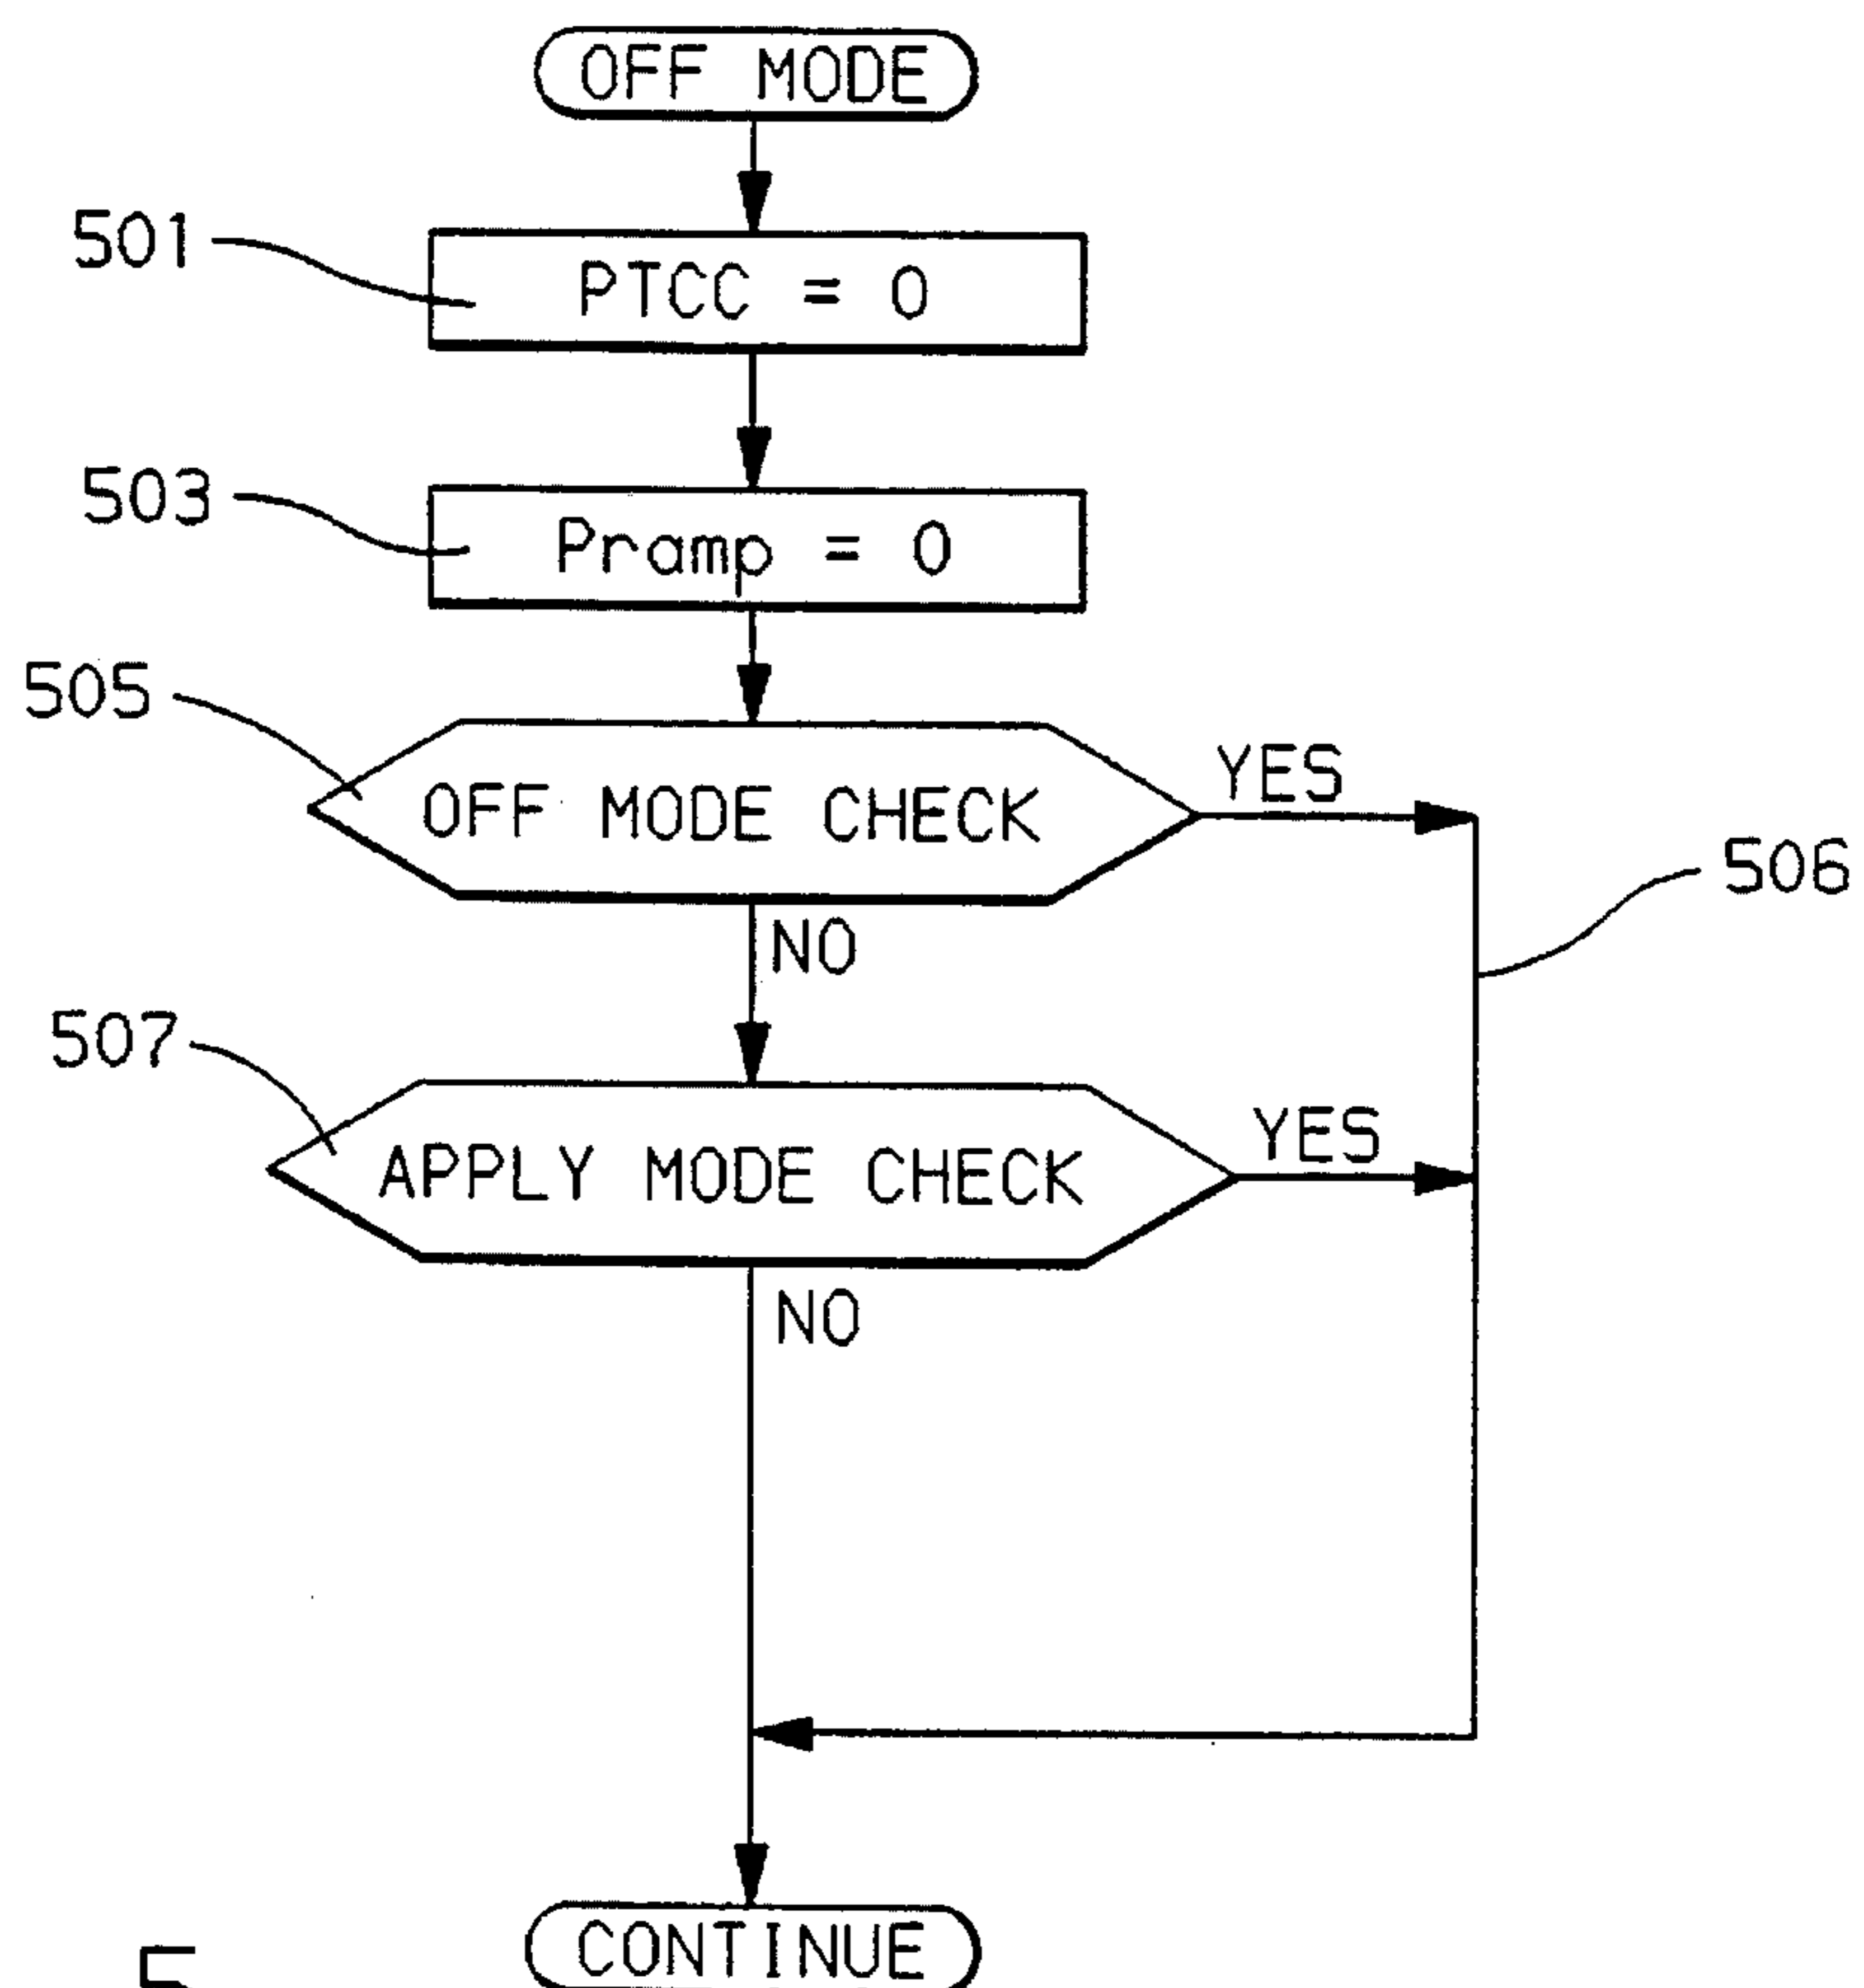 OFF MODE
501
PTCC = 0
503
Pramp = 0
505
OFF MODE CHECK
YES
506
NO
507
APPLY MODE CHECK
YES
NO
CONTINUE
5